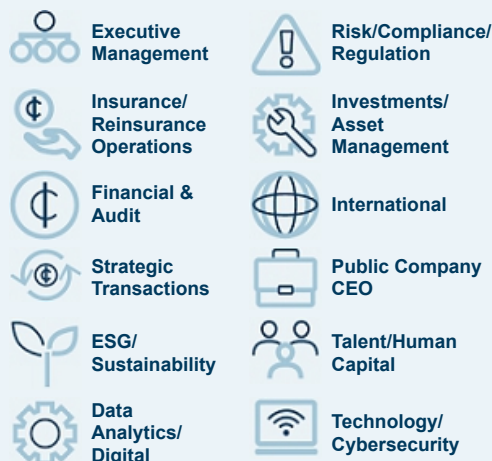 Executive
Management
Risk/Compliance/
Regulation
Insurance/
Reinsurance
Operations
Investments/
Asset
Management
Financial &
Audit
International
Strategic
Transactions
Public Company
CEO
ESG/
Sustainability
Talent/Human
Capital
Data
Analytics/
Digital
Technology/
Cybersecurity